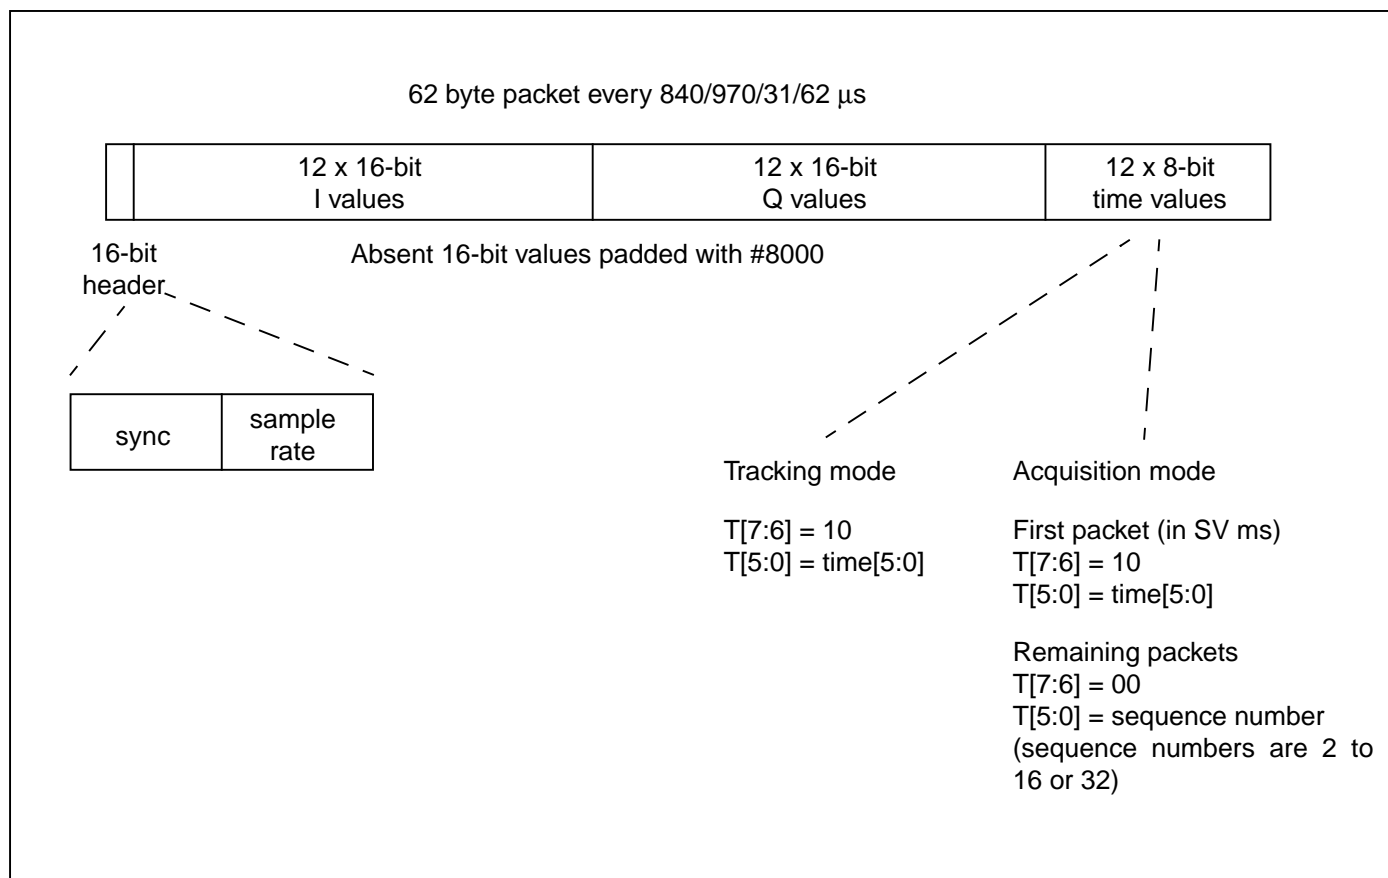 62 byte packet every 840/970/31/62 μs
12 x 16-bit
I values
12 x 16-bit
Q values
12 x 8-bit
time values
16-bit
header
Absent 16-bit values padded with #8000
sync
sample
rate
Tracking mode
T[7:6] = 10
T[5:0] = time[5:0]
Acquisition mode
First packet (in SV ms)
T[7:6] = 10
T[5:0] = time[5:0]
Remaining packets
T[7:6] = 00
T[5:0] = sequence number
(sequence numbers are 2 to
16 or 32)